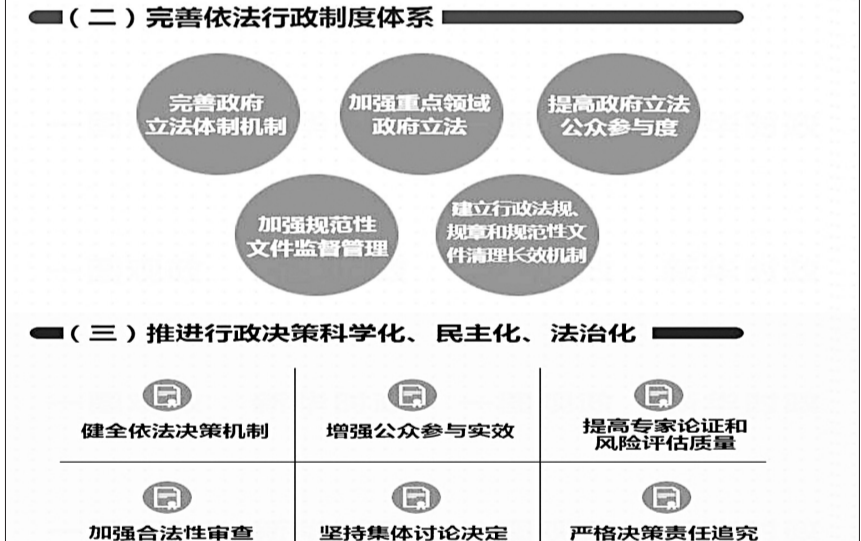 （二）完善依法行政制度体系
完善政府
立法体制机制
加强重点领域
政府立法
提高政府立法
公众参与度
加强规范性
文件监督管理
建立行政法规、
规章和规范性文
件清理长效机制
（三）推进行政决策科学化、民主化、法治化
健全依法决策机制
增强公众参与实效
提高专家论证和
风险评估质量
加强合法性审查
坚持集体讨论决定
严格决策责任追究